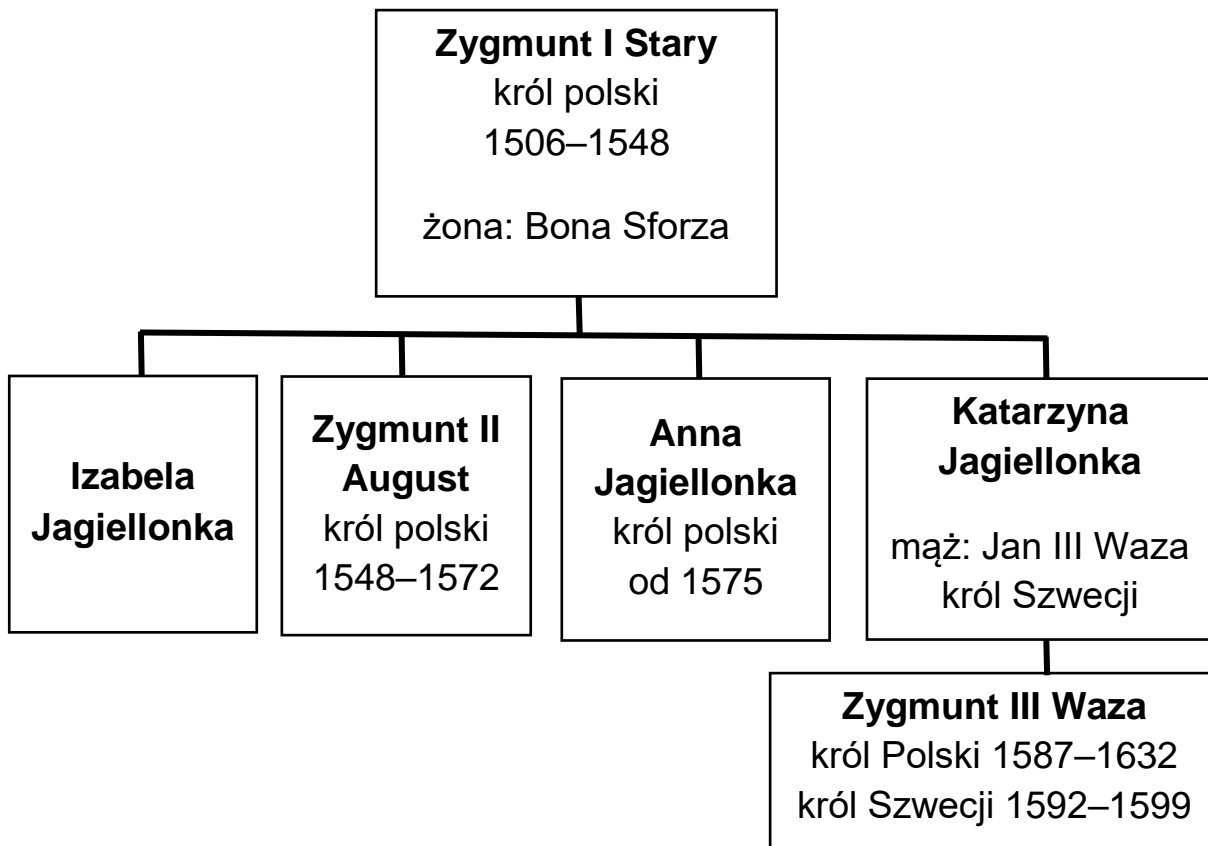 Zygmunt I Stary
król polski
1506–1548
żona: Bona Sforza
Izabela
Jagiellonka
Zygmunt II
August
król polski
1548–1572
Anna
Jagiellonka
król polski
od 1575
Katarzyna
Jagiellonka
mąż: Jan III Waza
król Szwecji
Zygmunt III Waza
król Polski 1587–1632
król Szwecji 1592–1599